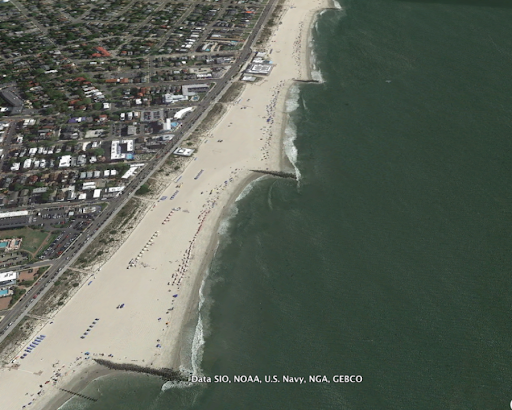 Data SIO, NOAA, U.S. Navy, NGA, GEBCO